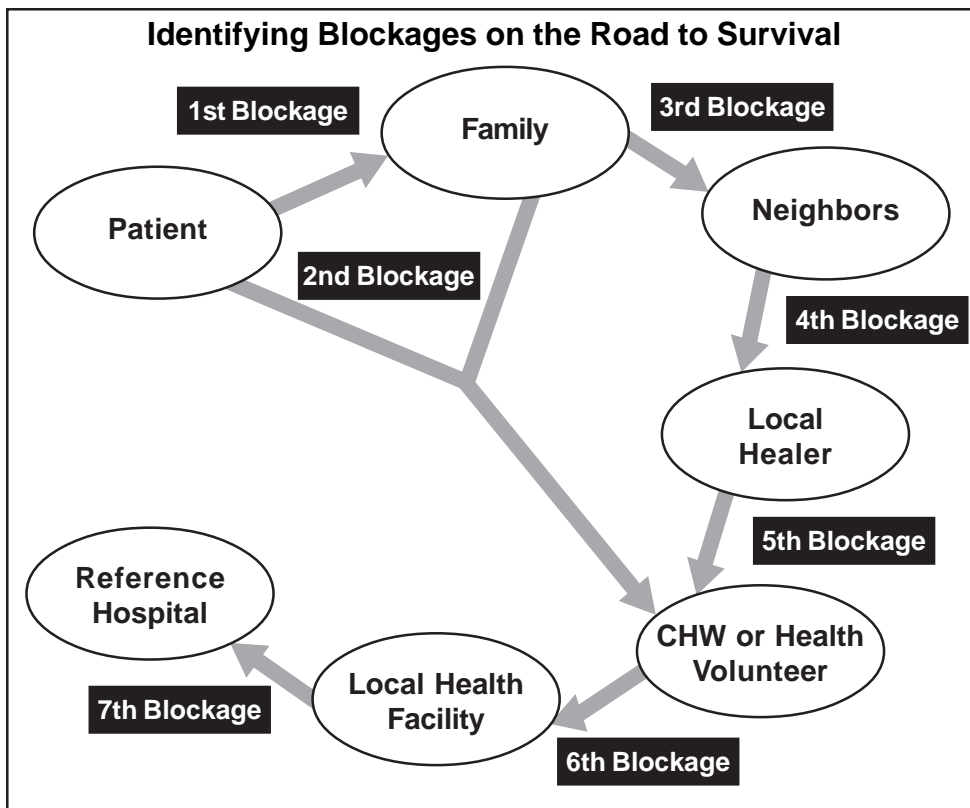 Identifying Blockages on the Road to Survival
1st Blockage
Family
3rd Blockage
Patient
Neighbors
2nd Blockage
4th Blockage
Local
Healer
5th Blockage
Reference
Hospital
CHW or Health
Volunteer
Local Health
Facility
7th Blockage
6th Blockage